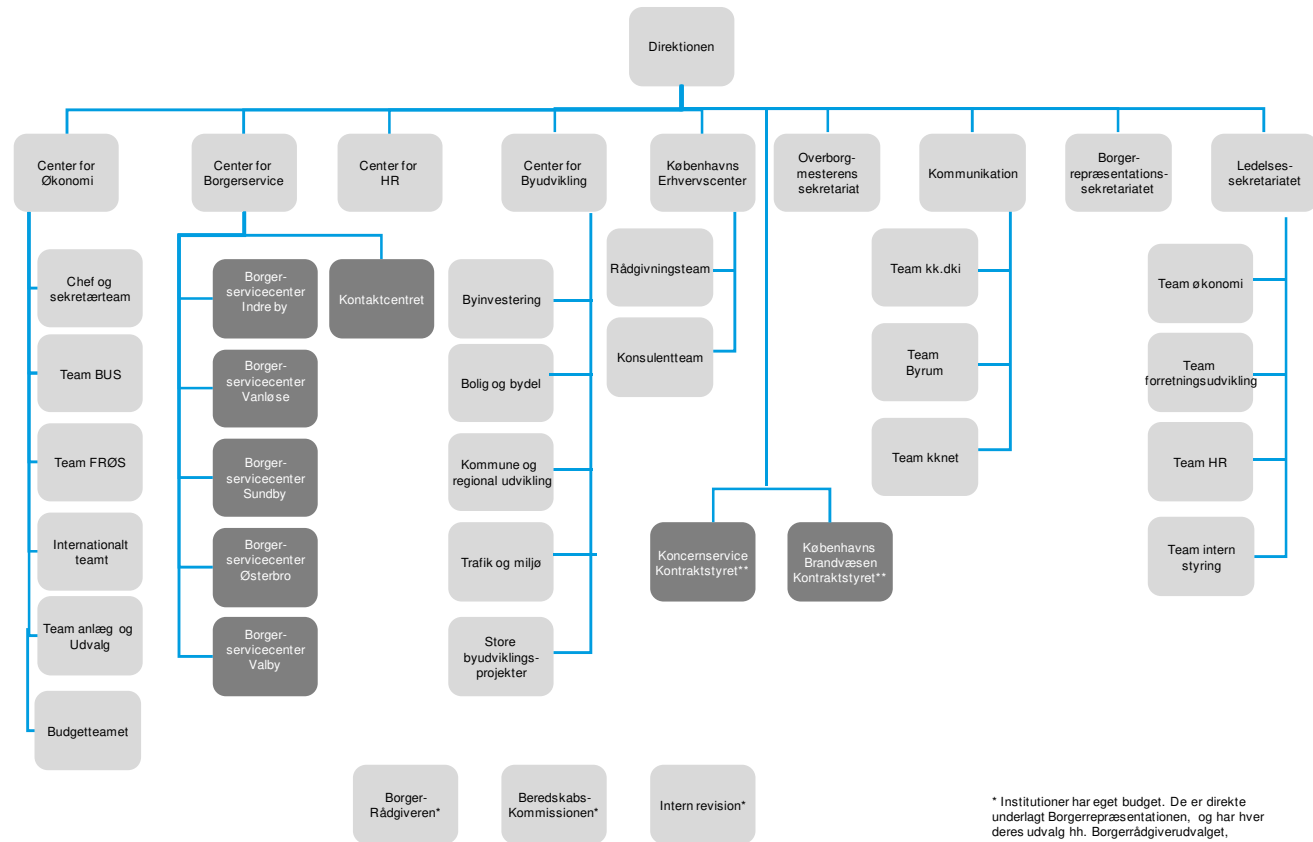 Direktionen
Center for
Økonomi
Center for
Borgerservice
Center for
HR
Center for
Byudvikling
Københavns
Erhvervscenter
Overborg-
mesterens
sekretariat
Kommunikation
Borger-
repræsentations-
sekretariatet
Ledelses-
sekretariatet
Chef og
sekretærteam
Team BUS
Team FRØS
Internationalt
teamt
Team anlæg og
Udvalg
Budgetteamet
Borger-
servicecenter
Indre by
Borger-
servicecenter
Vanløse
Borger-
servicecenter
Sundby
Borger-
servicecenter
Østerbro
Borger-
servicecenter
Valby
Kontaktcentret
Byinvestering
Bolig og bydel
Kommune og
regional udvikling
Trafik og miljø
Store
byudviklings-
projekter
Rådgivningsteam
Konsulentteam
Koncernservice
Kontraktstyret**
Københavns
Brandvæsen
Kontraktstyret**
Team kk.dki
Team
Byrum
Team kknet
Team økonomi
Team
forretningsudvikling
Team HR
Team intern
styring
Borger-
Rådgiveren*
Beredskabs-
Kommissionen*
Intern revision*
* Institutioner har eget budget. De er direkte
underlagt Borgerrepræsentationen, og har hver
deres udvalg hh. Borgerrådgiverudvalget,